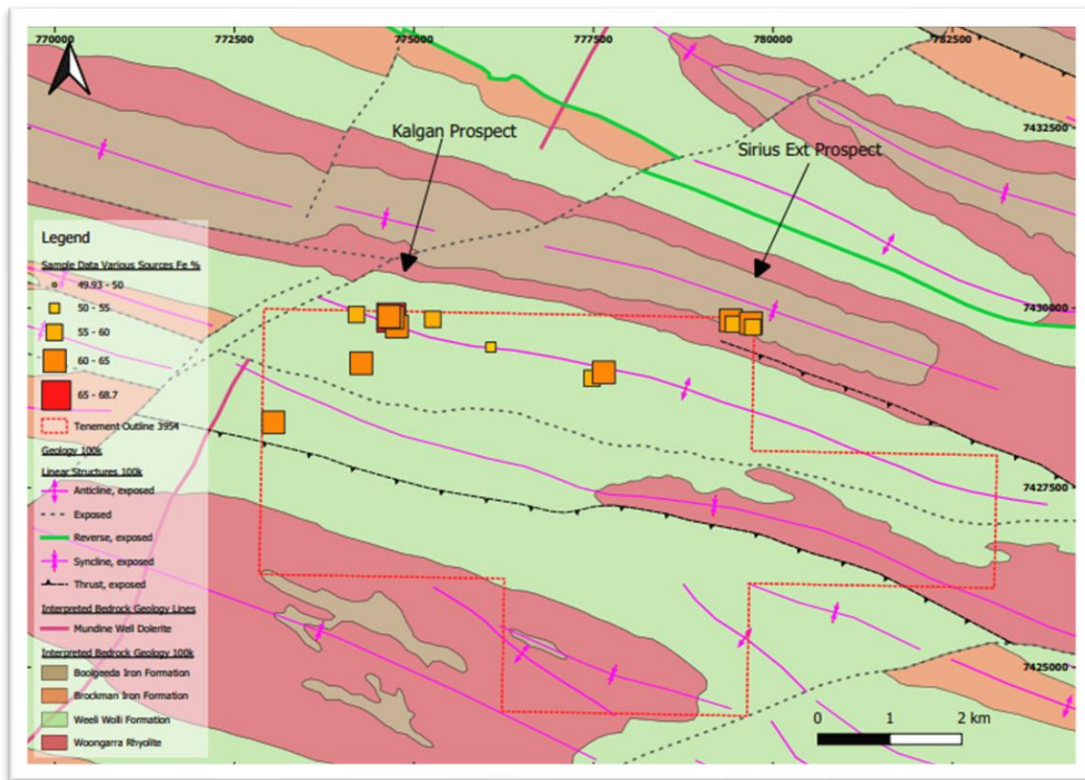 770000 772500 775000 777500 780000 782500
7432500
Kalgan Prospect
Sirius Ext Prospect
7430000
7427500
7425000
Legend
Sample Data Various Sources Fe %
49.93 - 50
50 - 55
55 - 60
60 - 65
65 - 68.7
Tenement Outline 3954
Geology 100k
Linear Structures 100k
Anticline, exposed
Exposed
Reverse, exposed
Syncline, exposed
Thrust, exposed
Interpreted Bedrock Geology Lines
Mundine Well Dolerite
Interpreted Bedrock Geology 100k
Boolgeeda Iron Formation
Brockman Iron Formation
Weeli Wolli Formation
Woongarra Rhyolite
0 1 2 km